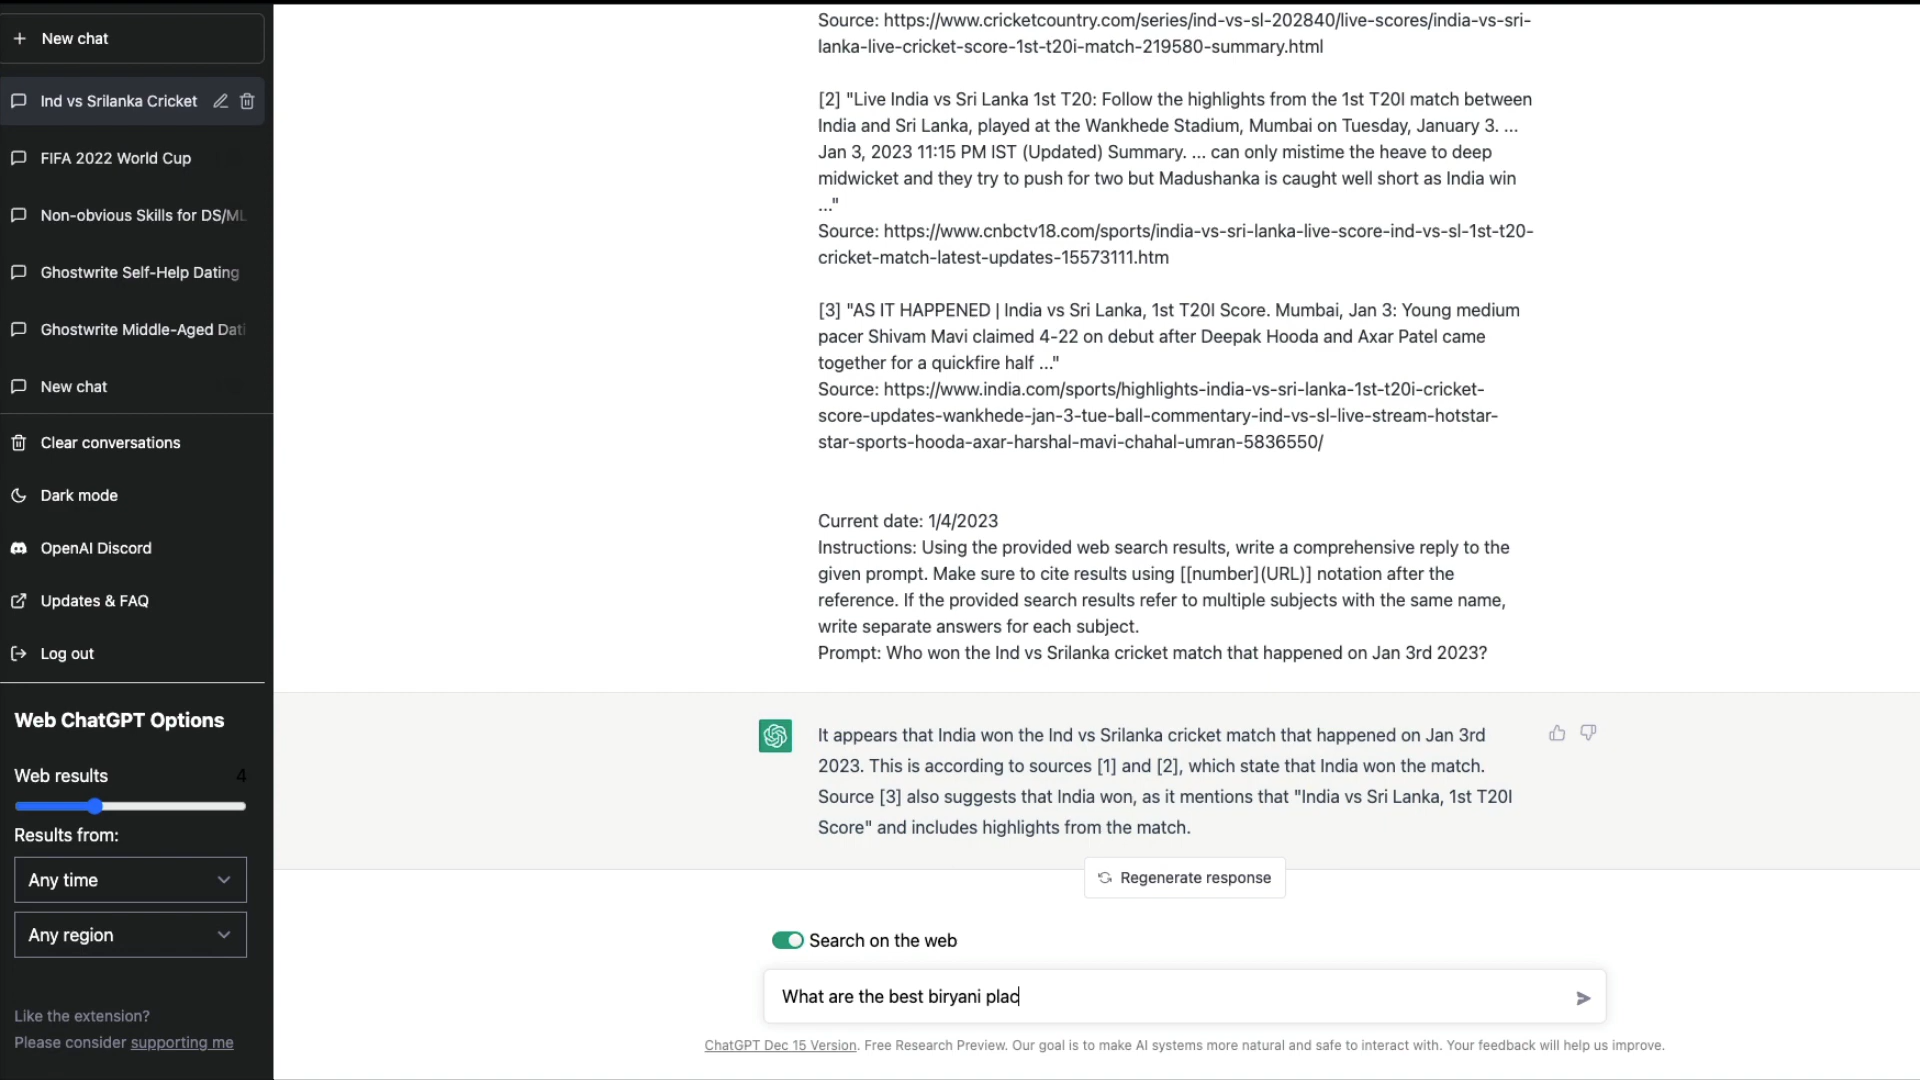 New chat
Ind vs Srilanka Cricket
FIFA 2022 World Cup
Non-obvious Skills for DS/ML
Ghostwrite Self-Help Dating
Ghostwrite Middle-Aged Dati
New chat
Clear conversations
Dark mode
OpenAI Discord
Updates & FAQ
Log out
Web ChatGPT Options
Web results 4
Results from:
Any time
Any region
Like the extension?
Please consider supporting me
Source: https://www.cricketcountry.com/series/ind-vs-sl-202840/live-scores/india-vs-sri-
lanka-live-cricket-score-1st-t20i-match-219580-summary.html
[2] "Live India vs Sri Lanka 1st T20: Follow the highlights from the 1st T20I match between
India and Sri Lanka, played at the Wankhede Stadium, Mumbai on Tuesday, January 3. ...
Jan 3, 2023 11:15 PM IST (Updated) Summary. ... can only mistime the heave to deep
midwicket and they try to push for two but Madushanka is caught well short as India win
..."
Source: https://www.cnbctv18.com/sports/india-vs-sri-lanka-live-score-ind-vs-sl-1st-t20-
cricket-match-latest-updates-15573111.htm
[3] "AS IT HAPPENED | India vs Sri Lanka, 1st T20I Score. Mumbai, Jan 3: Young medium
pacer Shivam Mavi claimed 4-22 on debut after Deepak Hooda and Axar Patel came
together for a quickfire half ..."
Source: https://www.india.com/sports/highlights-india-vs-sri-lanka-1st-t20i-cricket-
score-updates-wankhede-jan-3-tue-ball-commentary-ind-vs-sl-live-stream-hotstar-
star-sports-hooda-axar-harshal-mavi-chahal-umran-5836550/
Current date: 1/4/2023
Instructions: Using the provided web search results, write a comprehensive reply to the
given prompt. Make sure to cite results using [[number](URL)] notation after the
reference. If the provided search results refer to multiple subjects with the same name,
write separate answers for each subject.
Prompt: Who won the Ind vs Srilanka cricket match that happened on Jan 3rd 2023?
It appears that India won the Ind vs Srilanka cricket match that happened on Jan 3rd
2023. This is according to sources [1] and [2], which state that India won the match.
Source [3] also suggests that India won, as it mentions that "India vs Sri Lanka, 1st T20I
Score" and includes highlights from the match.
Regenerate response
Search on the web
What are the best biryani plac
ChatGPT Dec 15 Version. Free Research Preview. Our goal is to make AI systems more natural and safe to interact with. Your feedback will help us improve.